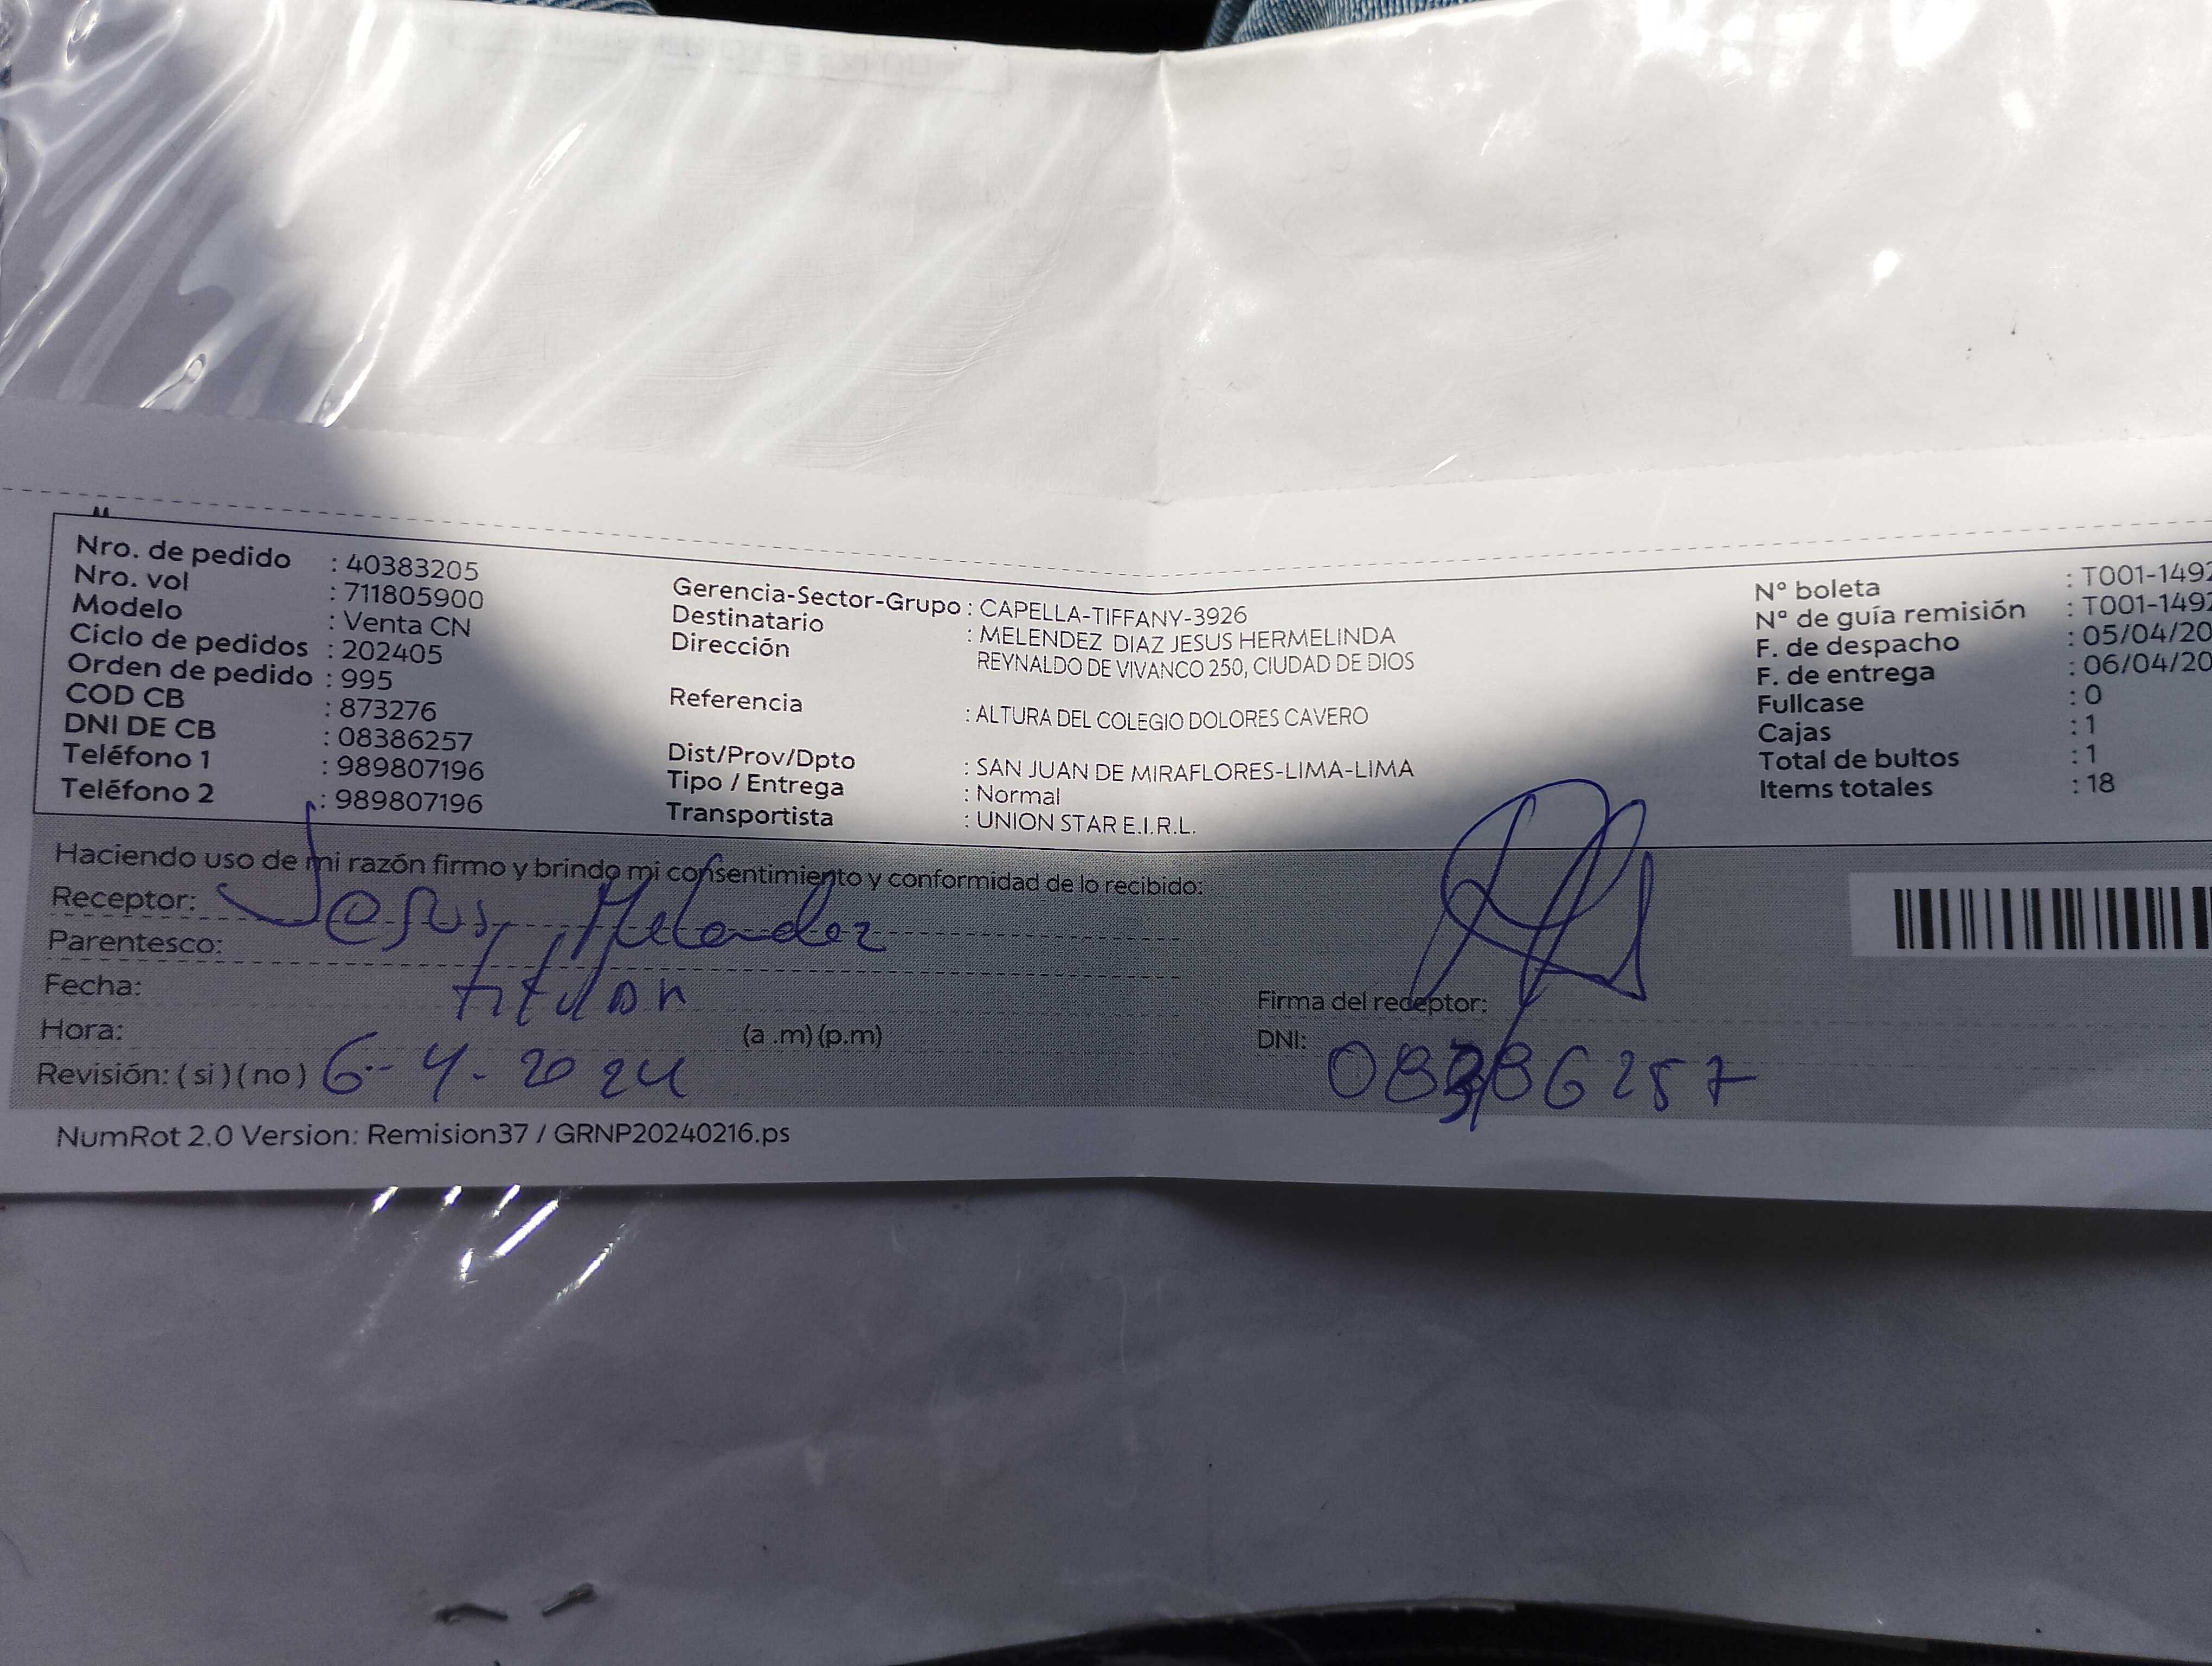 Nro. de pedido : 40383205
Nro. vol : 711805900
Modelo : Venta CN
Ciclo de pedidos : 202405
Orden de pedido : 995
COD CB : 873276
DNI DE CB : 08386257
Teléfono 1 : 989807196
Teléfono 2 : 989807196
Gerencia-Sector-Grupo : CAPELLA-TIFFANY-3926
Destinatario : MELENDEZ DIAZ JESUS HERMELINDA
Dirección REYNALDO DE VIVANCO 250, CIUDAD DE DIOS
Referencia : ALTURA DEL COLEGIO DOLORES CAVERO
Dist/Prov/Dpto : SAN JUAN DE MIRAFLORES-LIMA-LIMA
Tipo / Entrega : Normal
Transportista : UNION STAR E.I.R.L.
Nº boleta : T001-1492
Nº de guía remisión : T001-1492
F. de despacho : 05/04/20
F. de entrega : 06/04/20
Fullcase : 0
Cajas : 1
Total de bultos : 1
Items totales : 18
Haciendo uso de mi razón firmo y brindo mi consentimiento y conformidad de lo recibido:
Receptor: Jesus Melendez
Parentesco:
Fecha:
Hora: (a .m) (p.m)
Revisión: ( si ) ( no ) 6-4-2024
Firma del receptor:
DNI: 08386257
NumRot 2.0 Version: Remision37 / GRNP20240216.ps